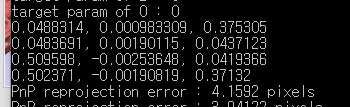 target param of 0 : 0
0.0488314, 0.000983309, 0.375305
0.0483691, 0.00190115, 0.0437123
0.509598, -0.00253648, 0.0419366
0.502371, -0.00190819, 0.37132
PnP reprojection error : 4.1592 pixels
PnP reprojection error : 3.94122 pixels